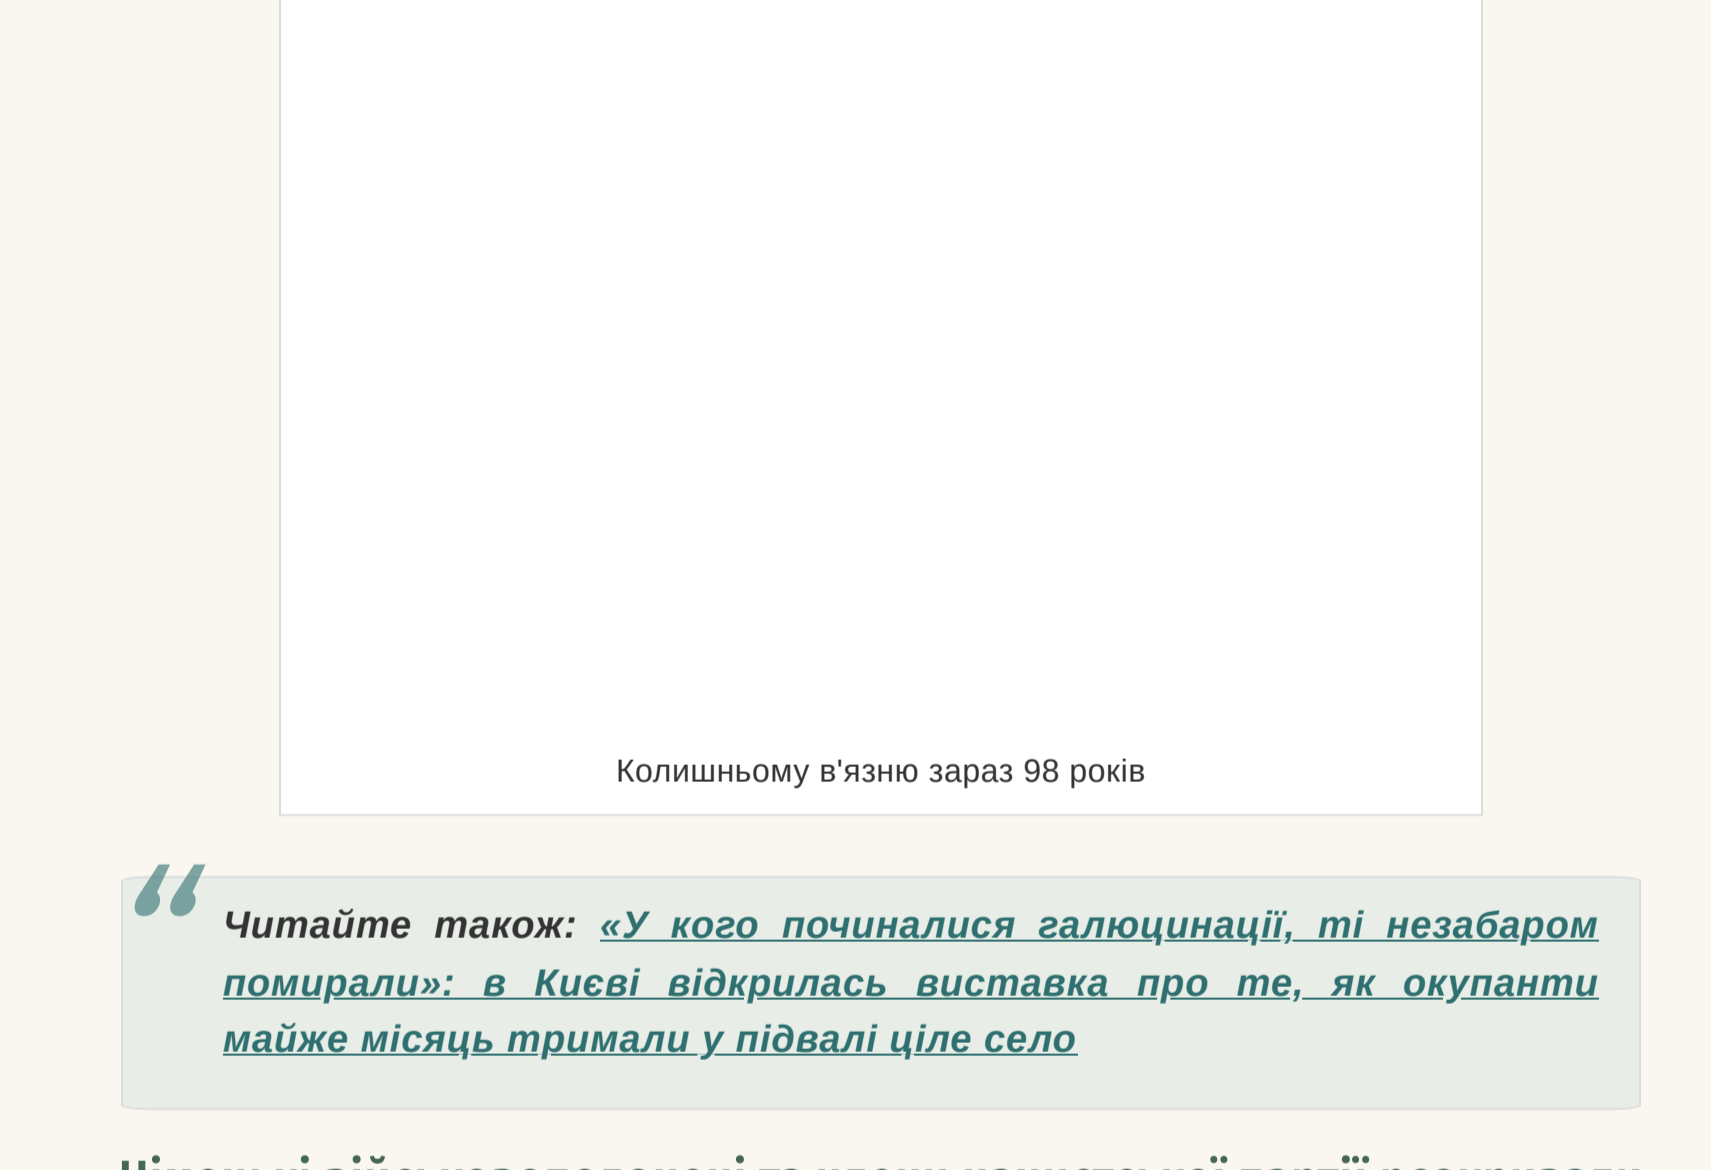 Колишньому в'язню зараз 98 років
Читайте також: «У кого починалися галюцинації, ті незабаром
помирали»: в Києві відкрилась виставка про те, як окупанти
майже місяць тримали у підвалі ціле село